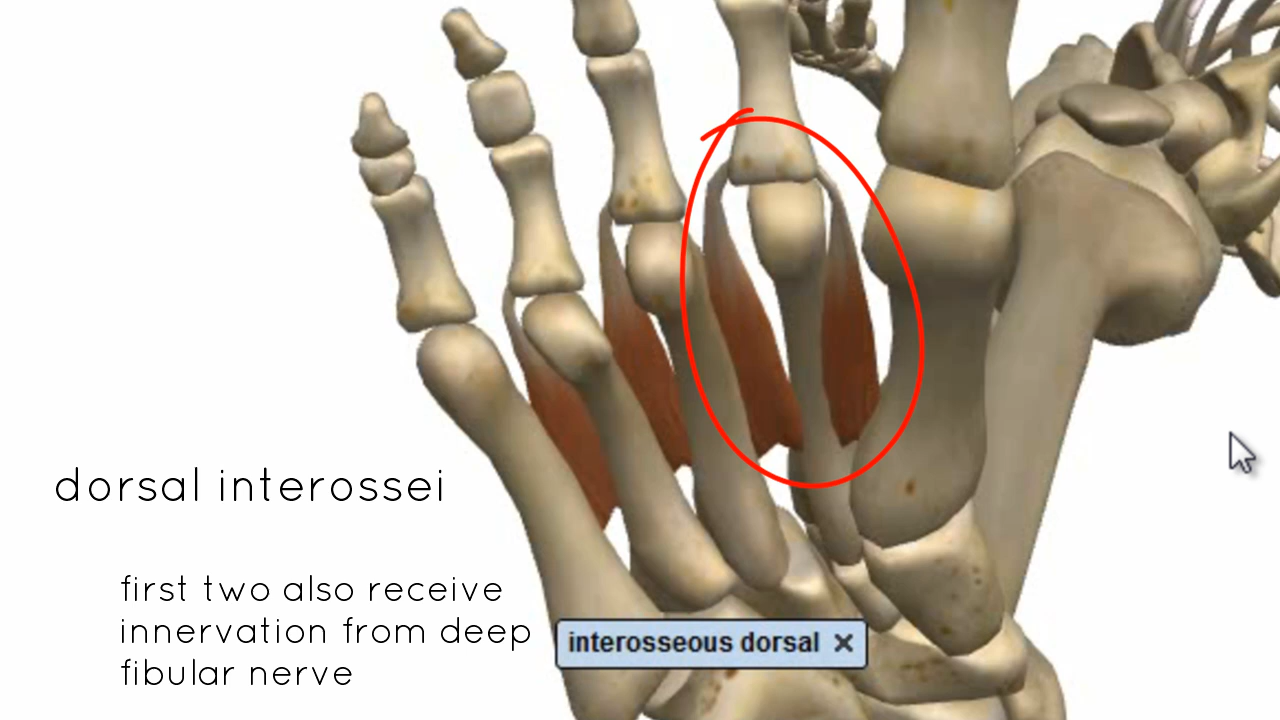 dorsal interossei
first two also receive
innervation from deep
fibular nerve
interosseous dorsal ×